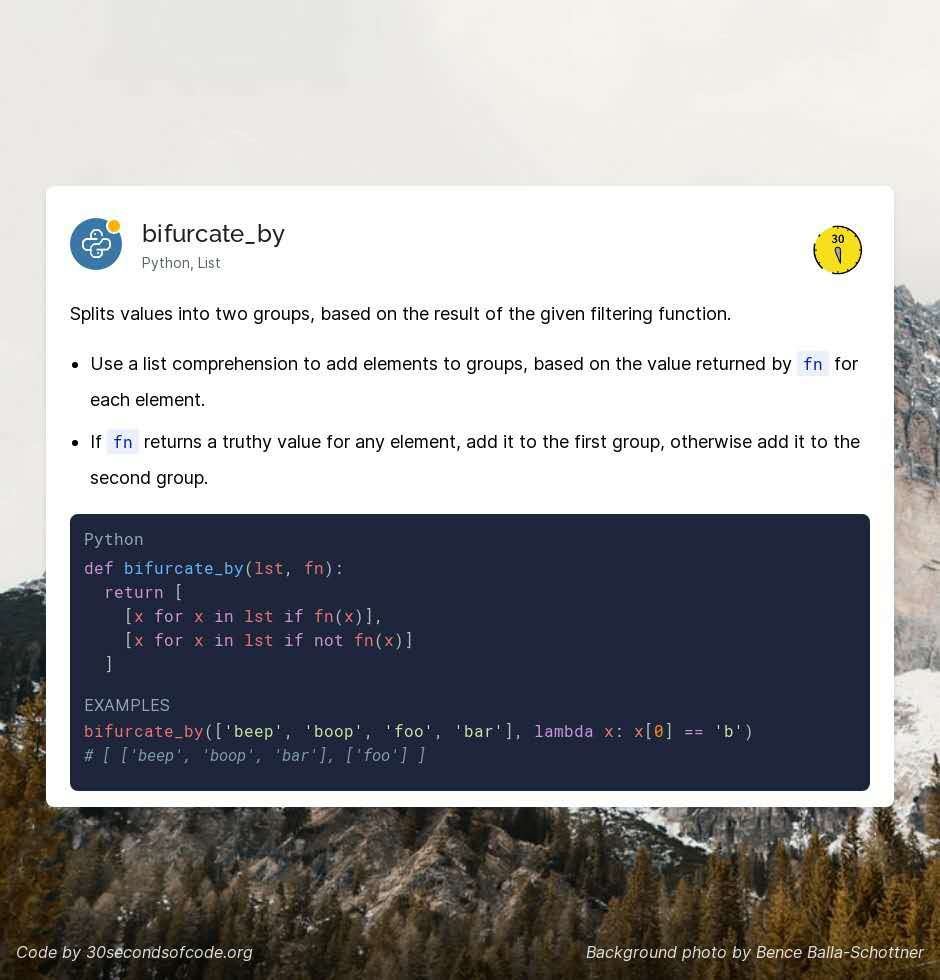 bifurcate_by
Python, List
30
Splits values into two groups, based on the result of the given filtering function.
• Use a list comprehension to add elements to groups, based on the value returned by fn for
each element.
• If fn returns a truthy value for any element, add it to the first group, otherwise add it to the
second group.
Python
def bifurcate_by(lst, fn):
  return [
    [x for x in lst if fn(x)],
    [x for x in lst if not fn(x)]
  ]
EXAMPLES
bifurcate_by(['beep', 'boop', 'foo', 'bar'], lambda x: x[0] == 'b')
# [ ['beep', 'boop', 'bar'], ['foo'] ]
Code by 30secondsofcode.org
Background photo by Bence Balla-Schottner